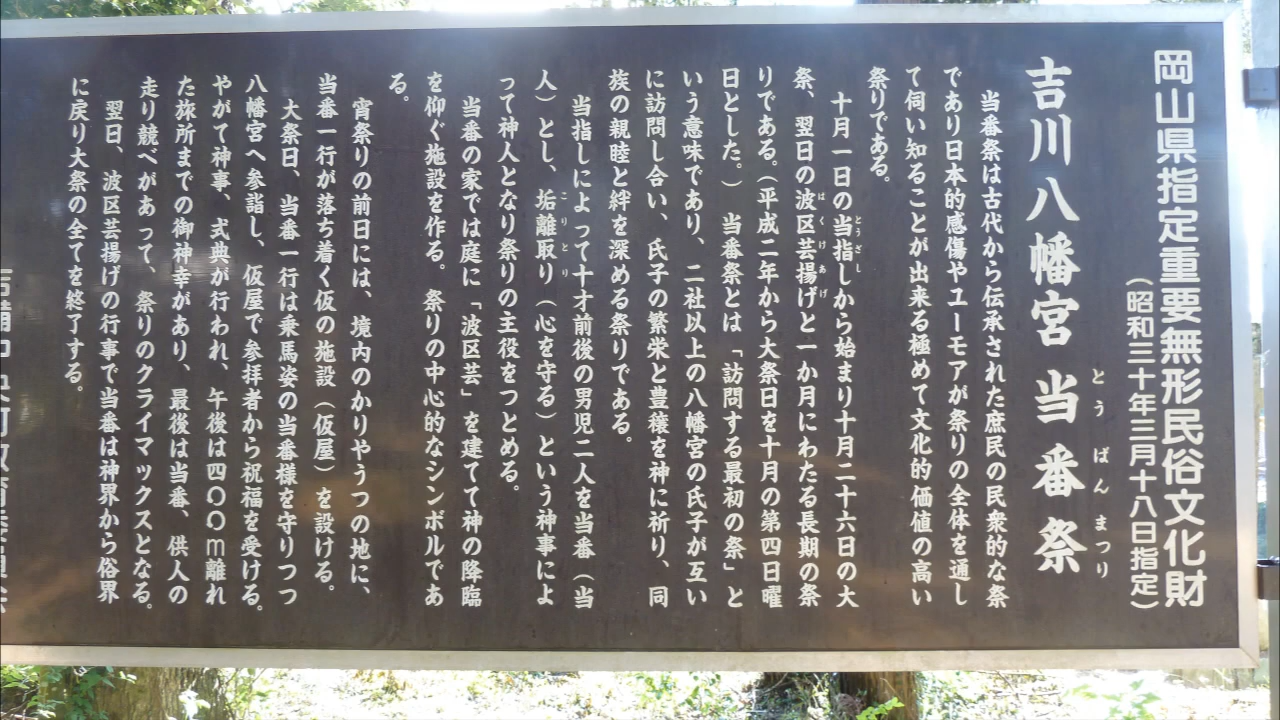 岡山県指定重要無形民俗文化財
（昭和三十年三月十八日指定）
吉川八幡宮 当番祭
とうばんまつり
当番祭は古代から伝承された庶民の民衆的な祭
であり日本的感傷やユーモアが祭りの全体を通し
て伺い知ることが出来る極めて文化的価値の高い
祭りである。
十月一日の当指しから始まり十月二十六日の大
とうざし
祭、翌日の波区芸揚げと一か月にわたる長期の祭
はくけあげ
りである。（平成二年から大祭日を十月の第四日曜
日とした。） 当番祭とは「訪問する最初の祭」と
いう意味であり、二社以上の八幡宮の氏子が互い
に訪問し合い、氏子の繁栄と豊穣を神に祈り、同
族の親睦と絆を深める祭りである。
当指しによって十才前後の男児二人を当番（当
人）とし、垢離取り（心を守る）という神事によ
こりとり
って神人となり祭りの主役をつとめる。
当番の家では庭に「波区芸」を建てて神の降臨
を仰ぐ施設を作る。祭りの中心的なシンボルであ
る。
宵祭りの前日には、境内のかりやうつの地に、
当番一行が落ち着く仮の施設（仮屋）を設ける。
大祭日、当番一行は乗馬姿の当番様を守りつつ
八幡宮へ参詣し、仮屋で参拝者から祝福を受ける。
やがて神事、式典が行われ、午後は四〇〇ｍ離れ
た旅所までの御神幸があり、最後は当番、供人の
走り競べがあって、祭りのクライマックスとなる。
翌日、波区芸揚げの行事で当番は神界から俗界
に戻り大祭の全てを終了する。